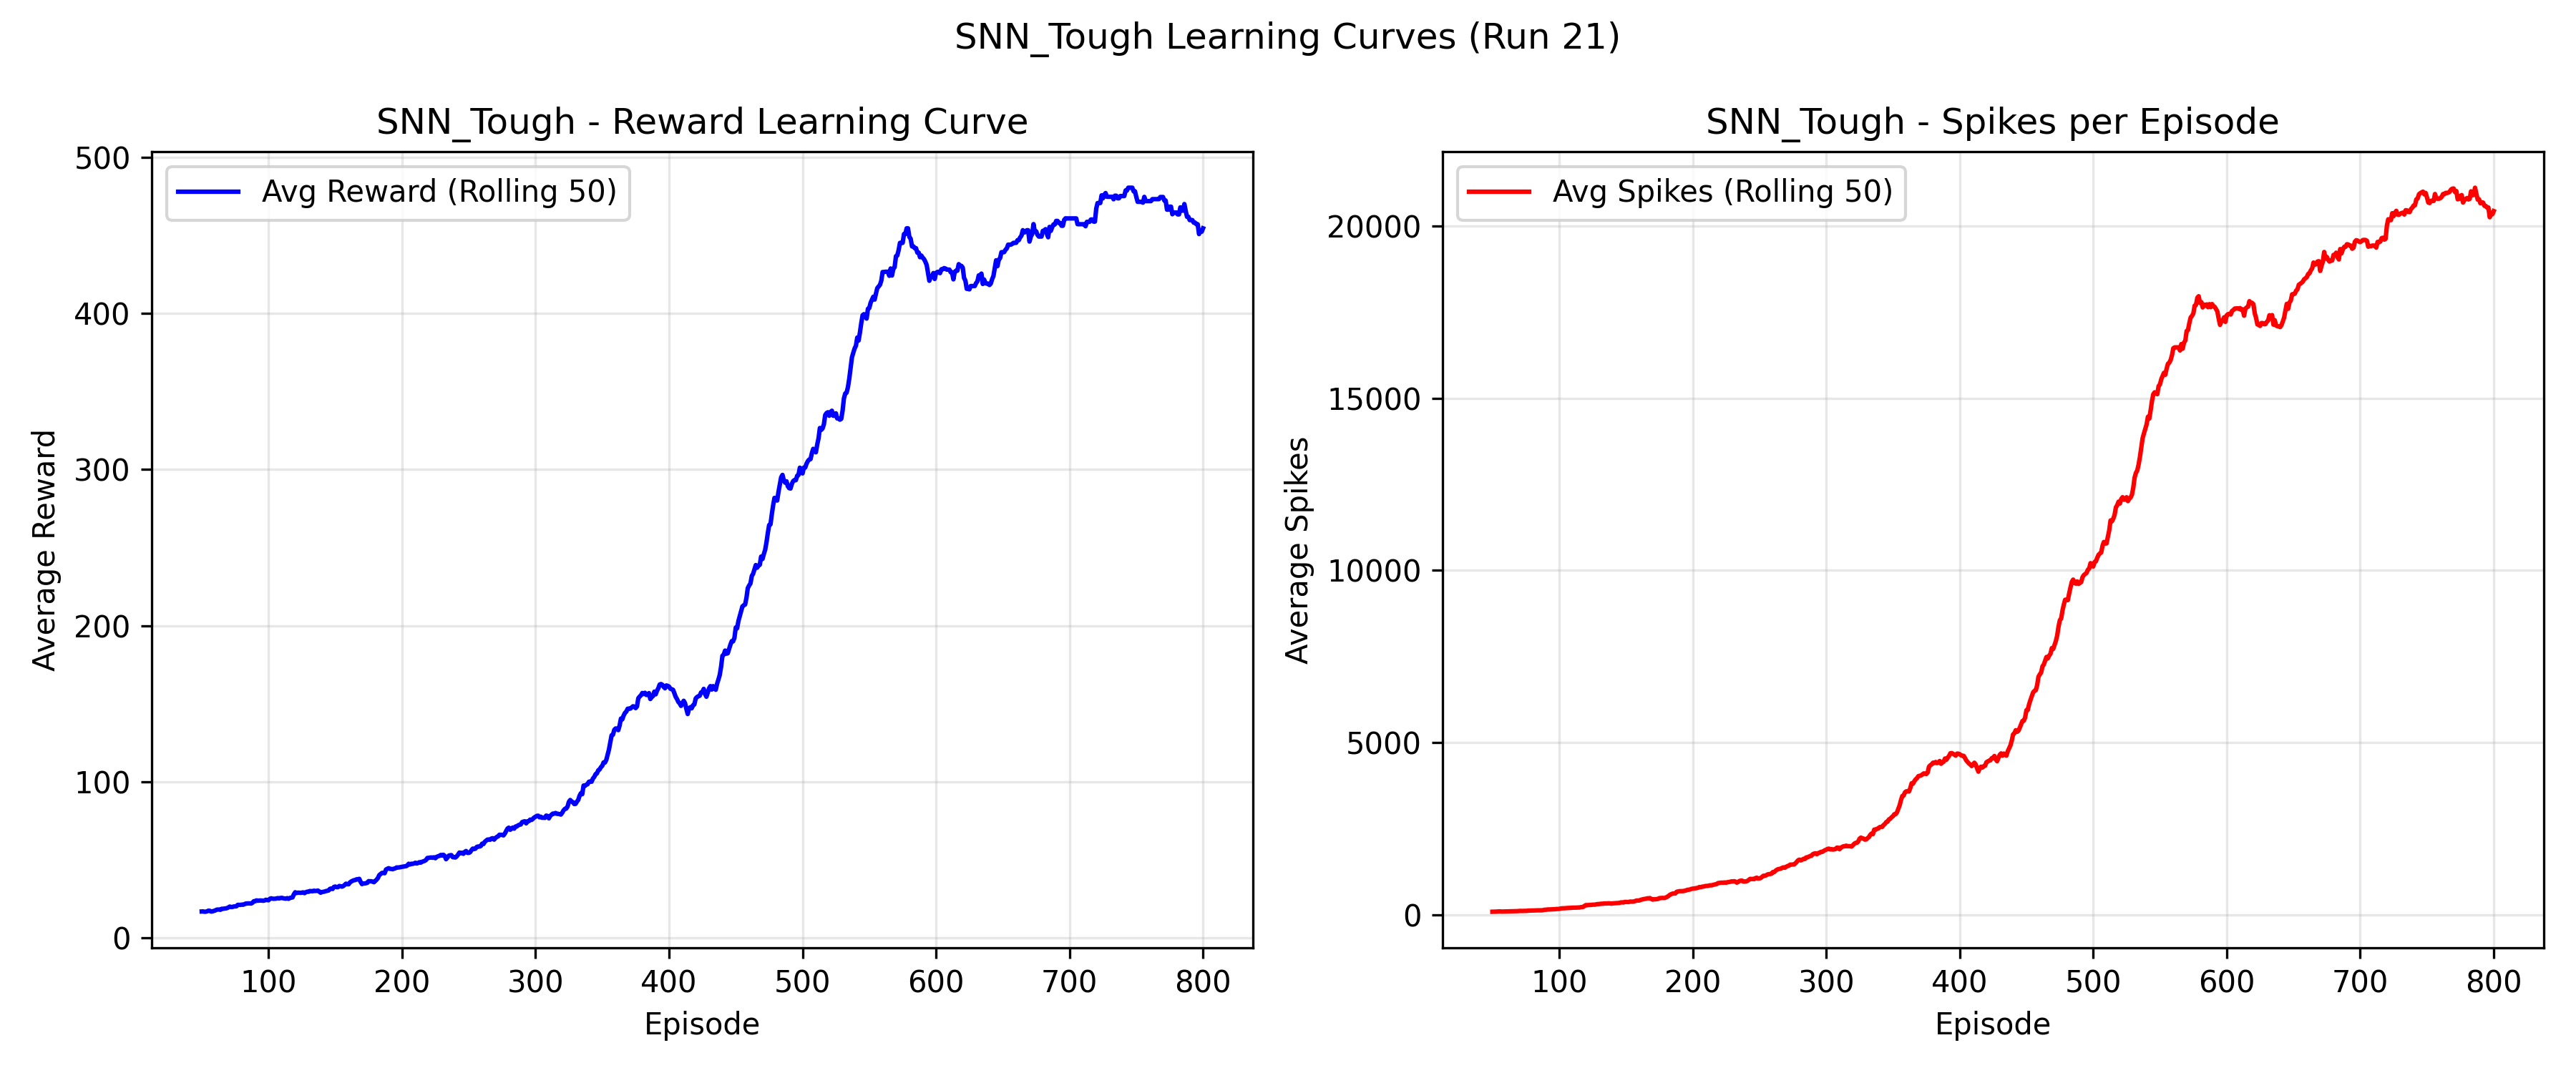 SNN_Tough Learning Curves (Run 21)
SNN_Tough - Reward Learning Curve
Avg Reward (Rolling 50)
Average Reward
500
400
300
200
100
0
100 200 300 400 500 600 700 800
Episode
SNN_Tough - Spikes per Episode
Avg Spikes (Rolling 50)
Average Spikes
20000
15000
10000
5000
0
100 200 300 400 500 600 700 800
Episode